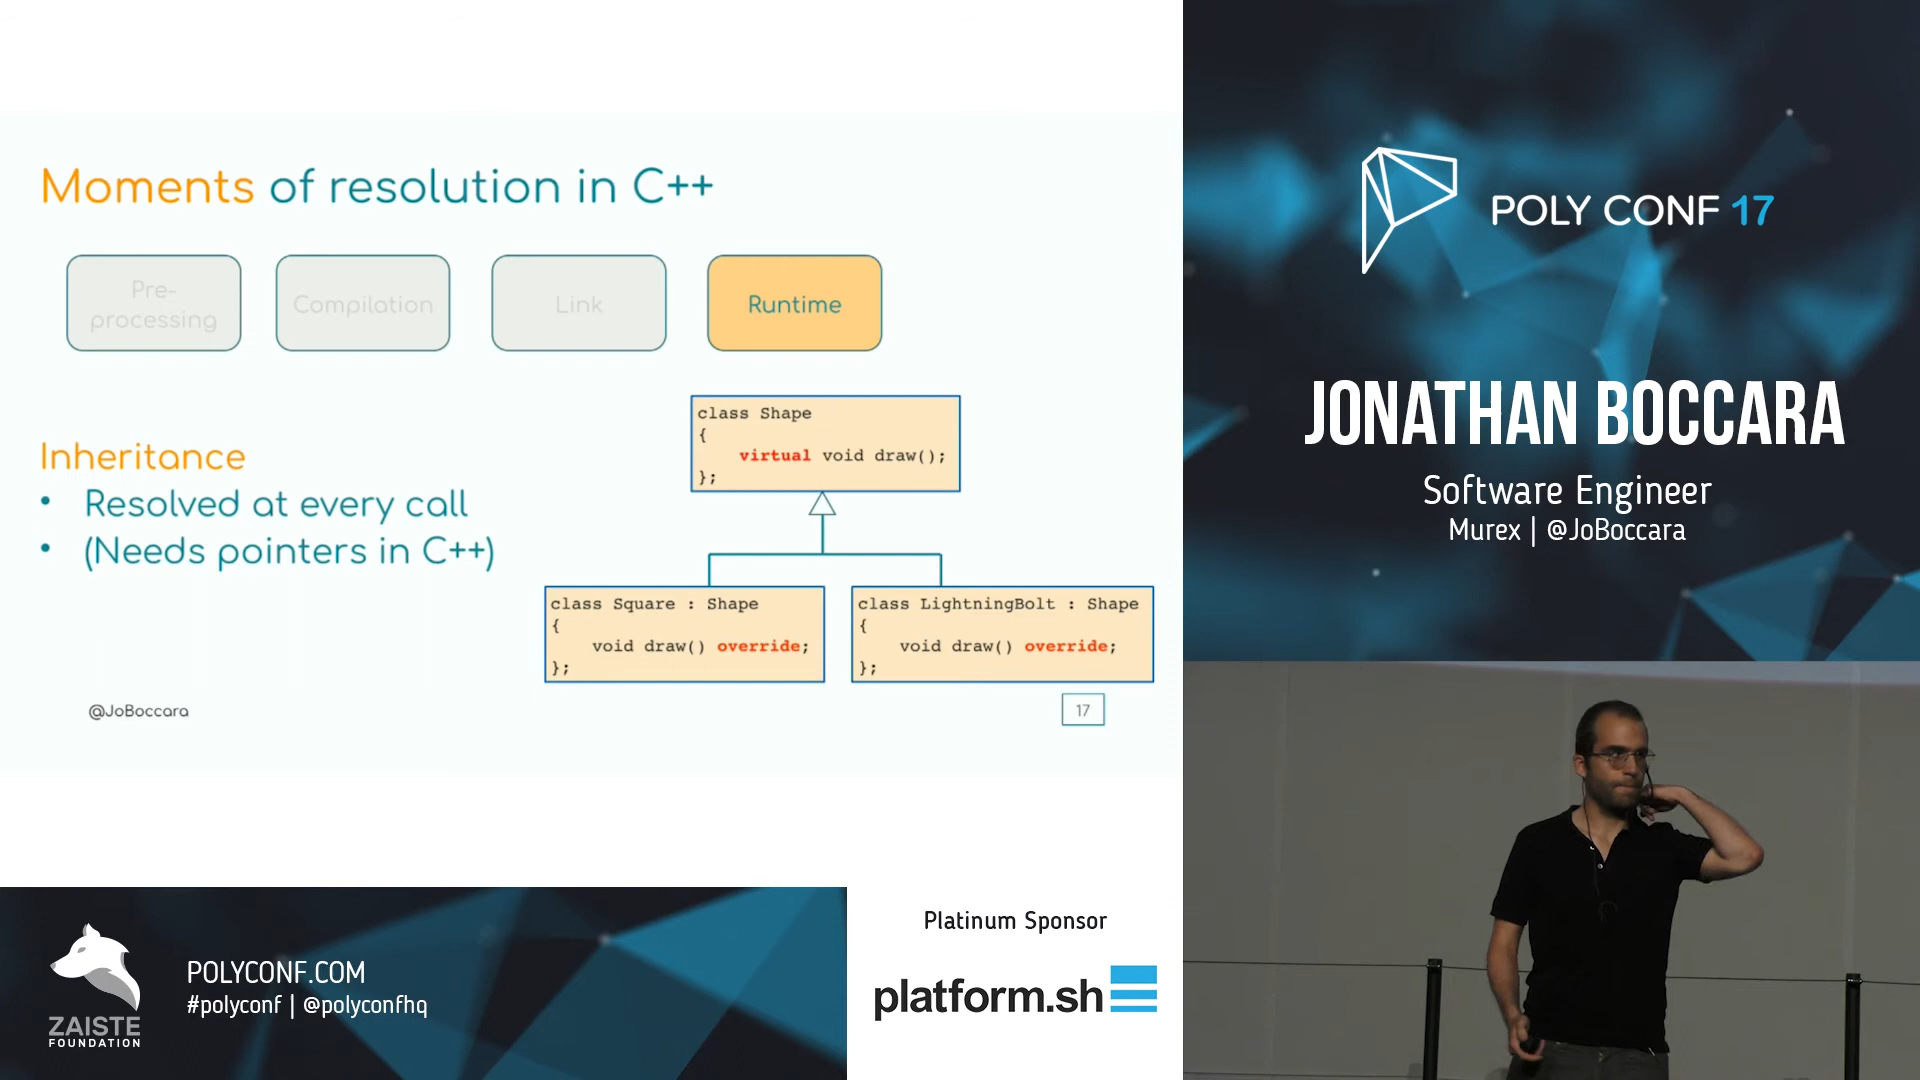 Moments of resolution in C++
Pre-
processing
Compilation
Link
Runtime
Inheritance
• Resolved at every call
• (Needs pointers in C++)
class Shape
{
virtual void draw();
};
class Square : Shape
{
void draw() override;
};
class LightningBolt : Shape
{
void draw() override;
};
@JoBoccara
17
POLY CONF 17
JONATHAN BOCCARA
Software Engineer
Murex | @JoBoccara
ZAISTE
FOUNDATION
POLYCONF.COM
#polyconf | @polyconfhq
Platinum Sponsor
platform.sh